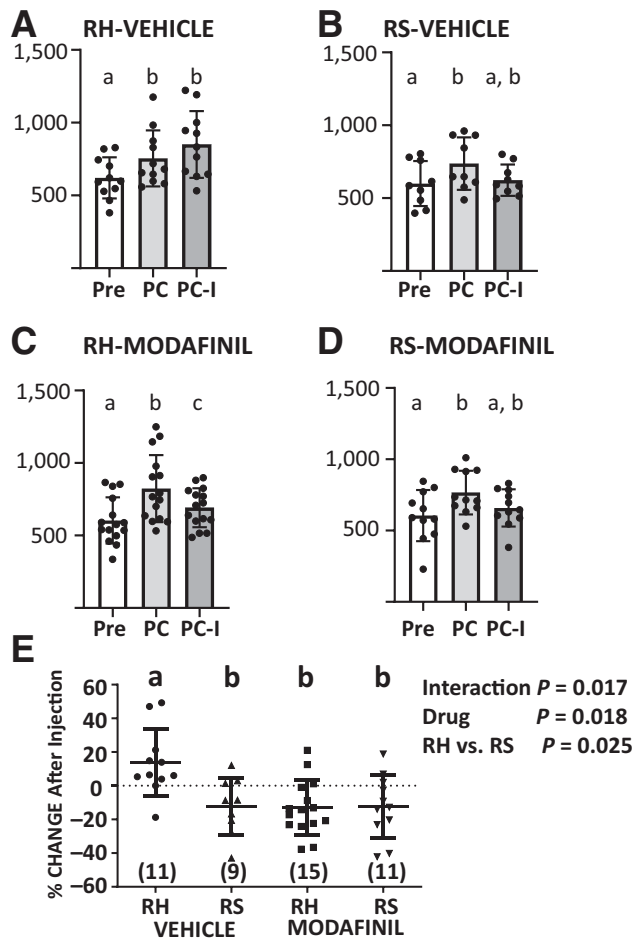 A RH-VEHICLE
1,500
1,000
500
a b b
Pre PC PC-I
B RS-VEHICLE
1,500
1,000
500
a b a, b
Pre PC PC-I
C RH-MODAFINIL
1,500
1,000
500
a b c
Pre PC PC-I
D RS-MODAFINIL
1,500
1,000
500
a b a, b
Pre PC PC-I
E
% CHANGE After Injection
60
40
20
0
−20
−40
−60
a b b b
(11) (9) (15) (11)
RH RS RH RS
VEHICLE MODAFINIL
Interaction P = 0.017
Drug P = 0.018
RH vs. RS P = 0.025